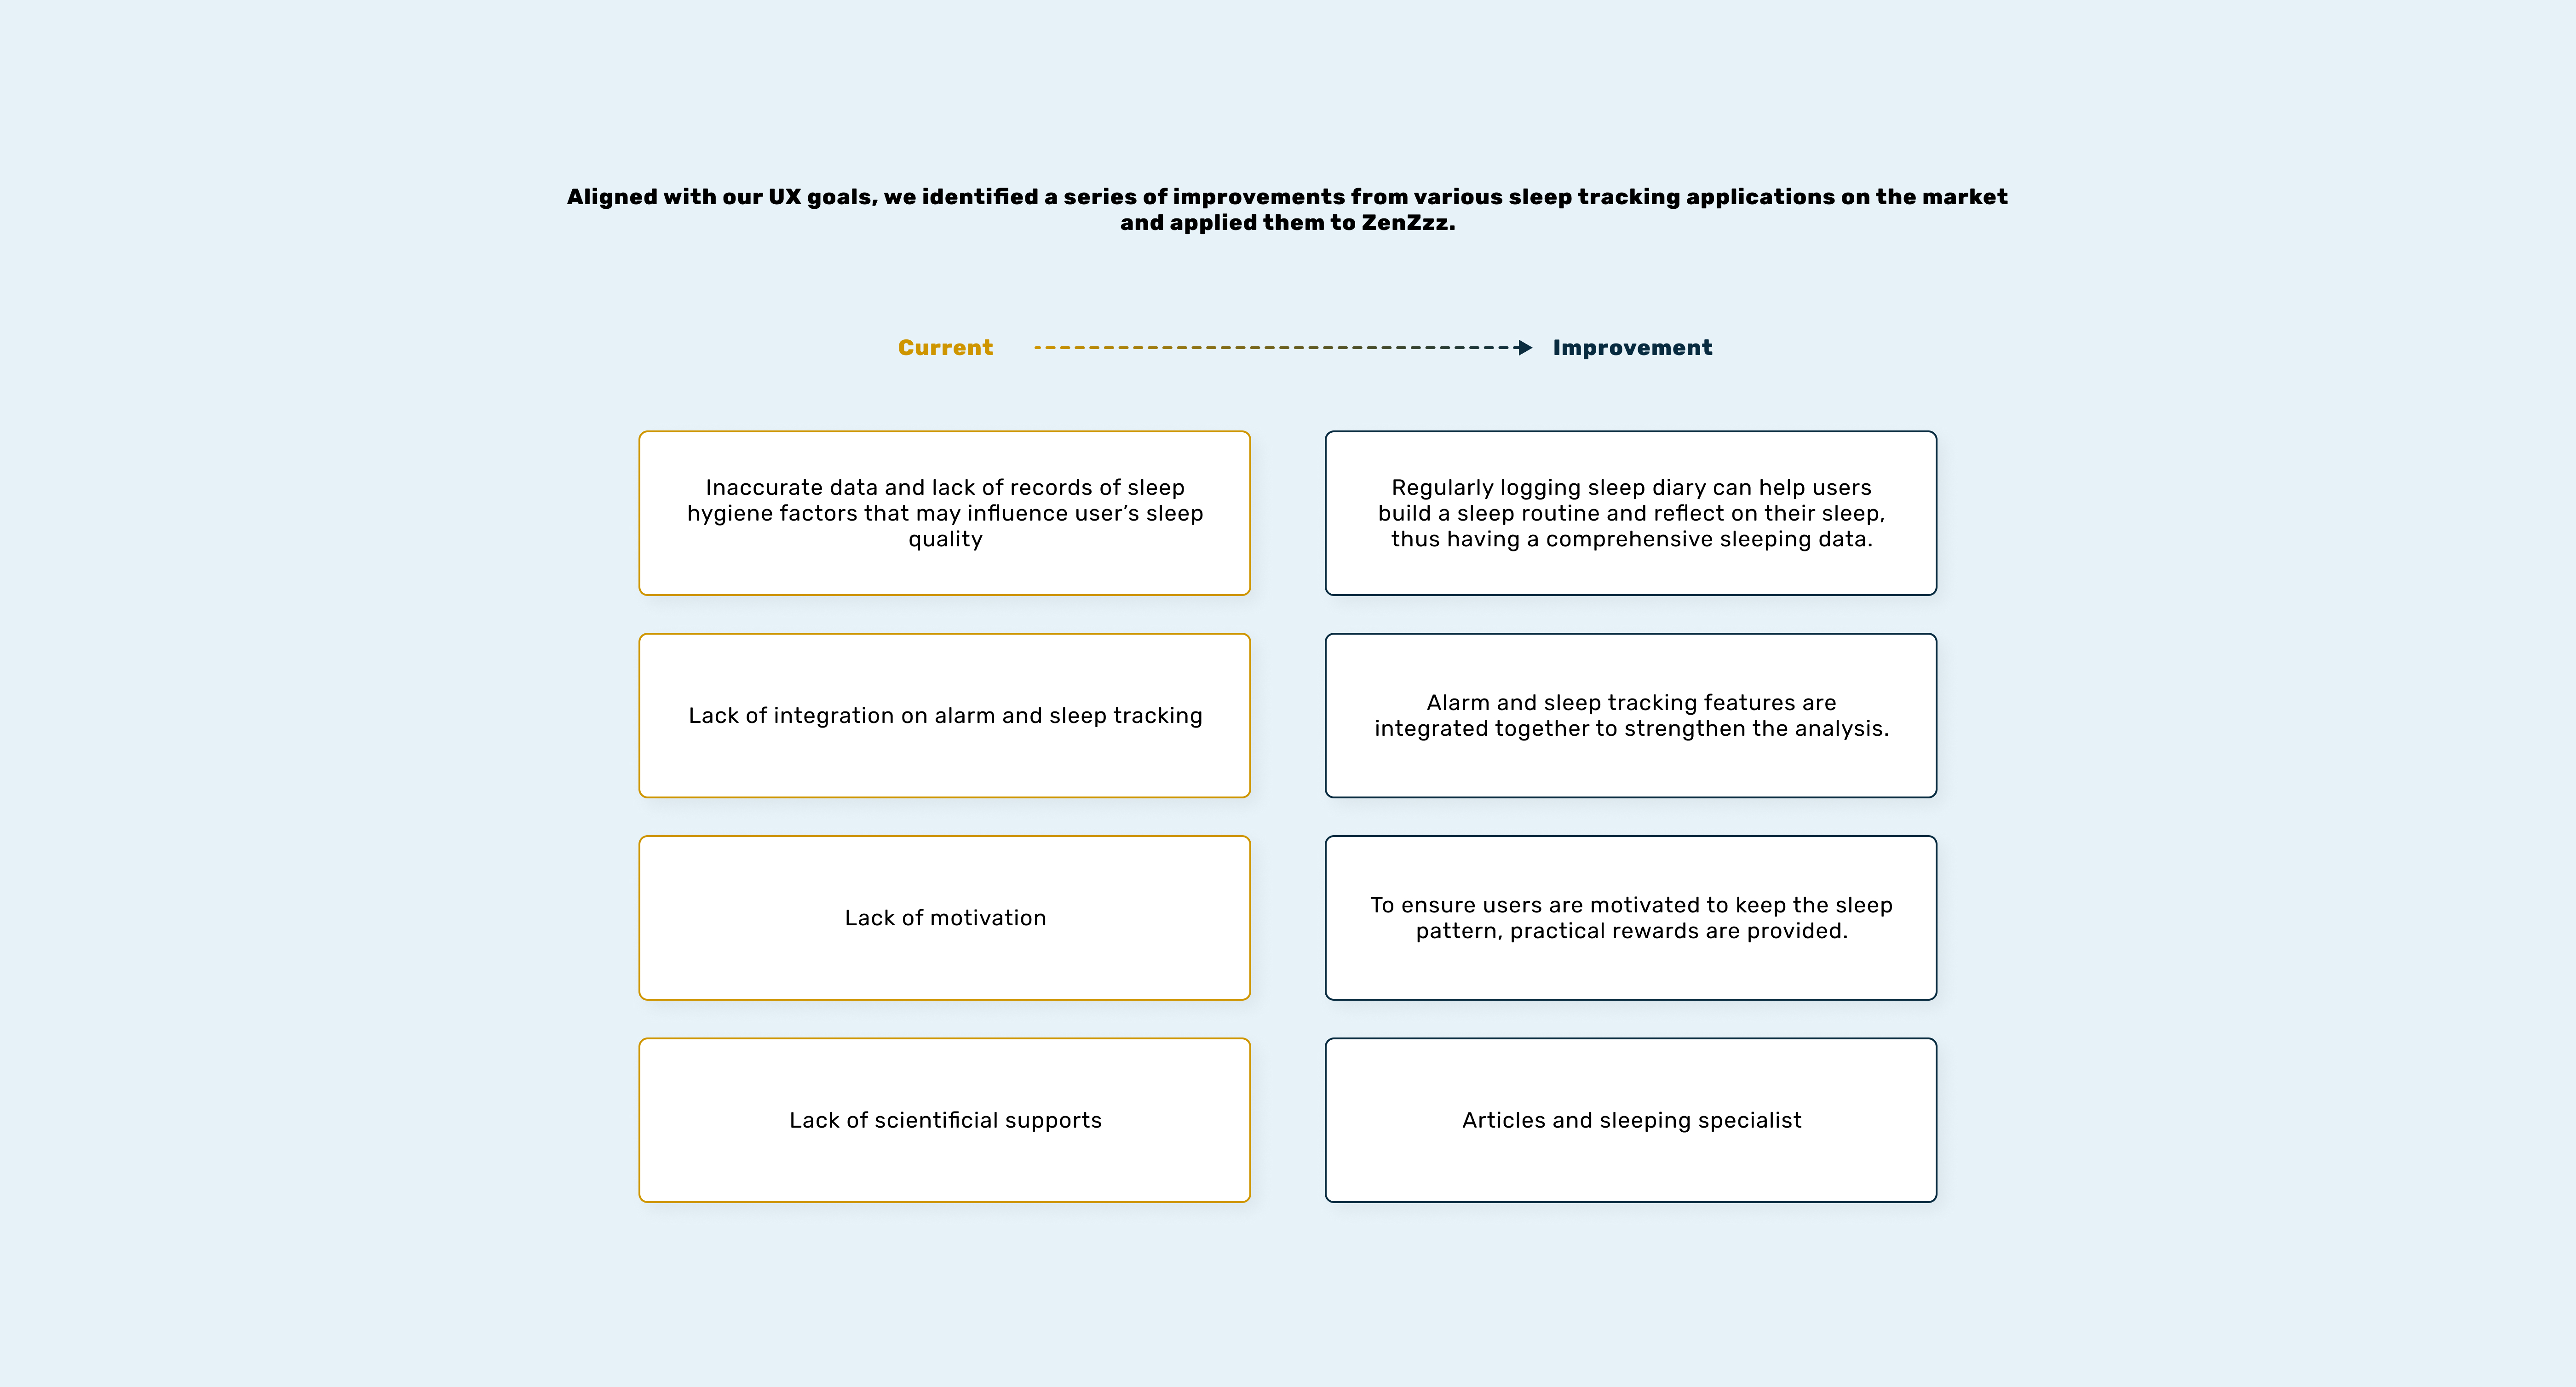 Aligned with our UX goals, we identified a series of improvements from various sleep tracking applications on the market
and applied them to ZenZzz.
Current
Improvement
Inaccurate data and lack of records of sleep
hygiene factors that may influence user’s sleep
quality
Regularly logging sleep diary can help users
build a sleep routine and reflect on their sleep,
thus having a comprehensive sleeping data.
Lack of integration on alarm and sleep tracking
Alarm and sleep tracking features are
integrated together to strengthen the analysis.
Lack of motivation
To ensure users are motivated to keep the sleep
pattern, practical rewards are provided.
Lack of scientificial supports
Articles and sleeping specialist